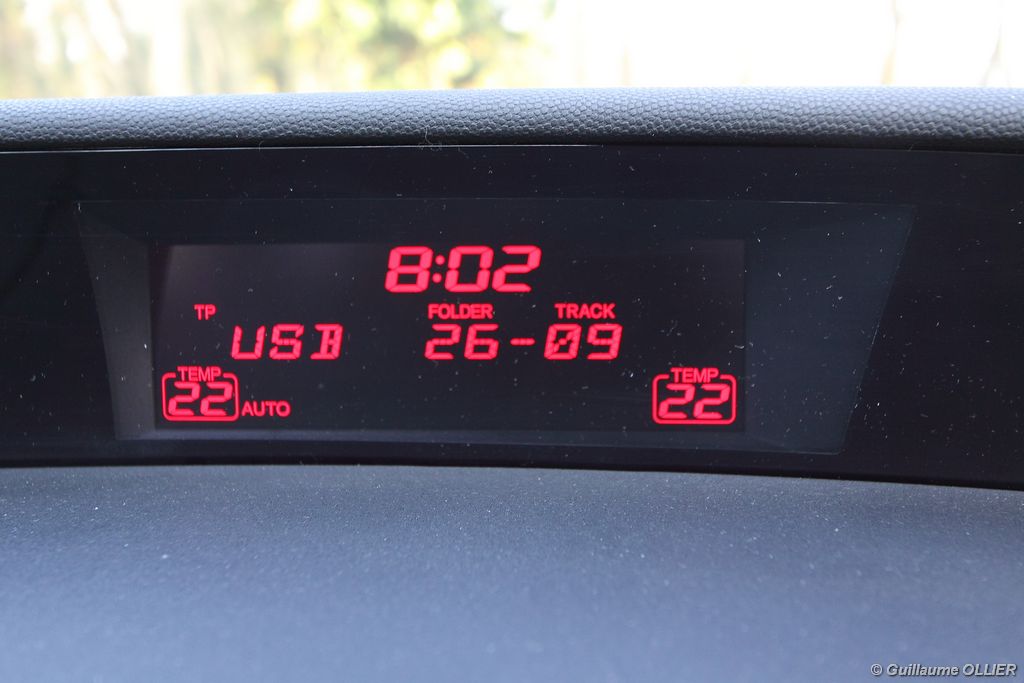 8:02
TP FOLDER TRACK
USB 26-09
TEMP TEMP
22 AUTO 22
© Guillaume OLLIER